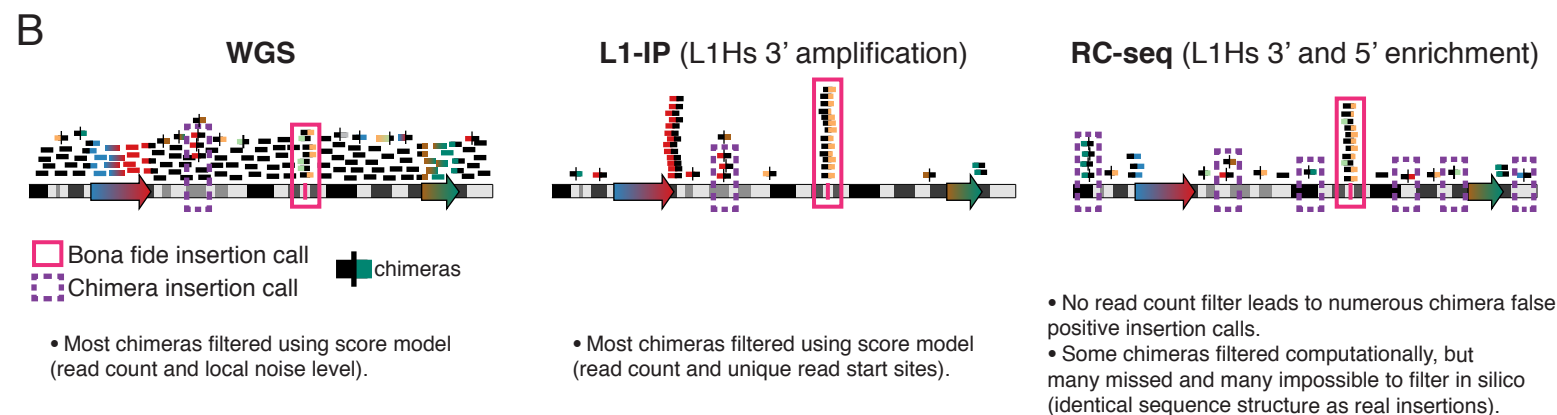 B
WGS
L1-IP (L1Hs 3’ amplification)
RC-seq (L1Hs 3’ and 5’ enrichment)
Bona fide insertion call
Chimera insertion call
chimeras
• Most chimeras filtered using score model
(read count and local noise level).
• Most chimeras filtered using score model
(read count and unique read start sites).
• No read count filter leads to numerous chimera false
positive insertion calls.
• Some chimeras filtered computationally, but
many missed and many impossible to filter in silico
(identical sequence structure as real insertions).